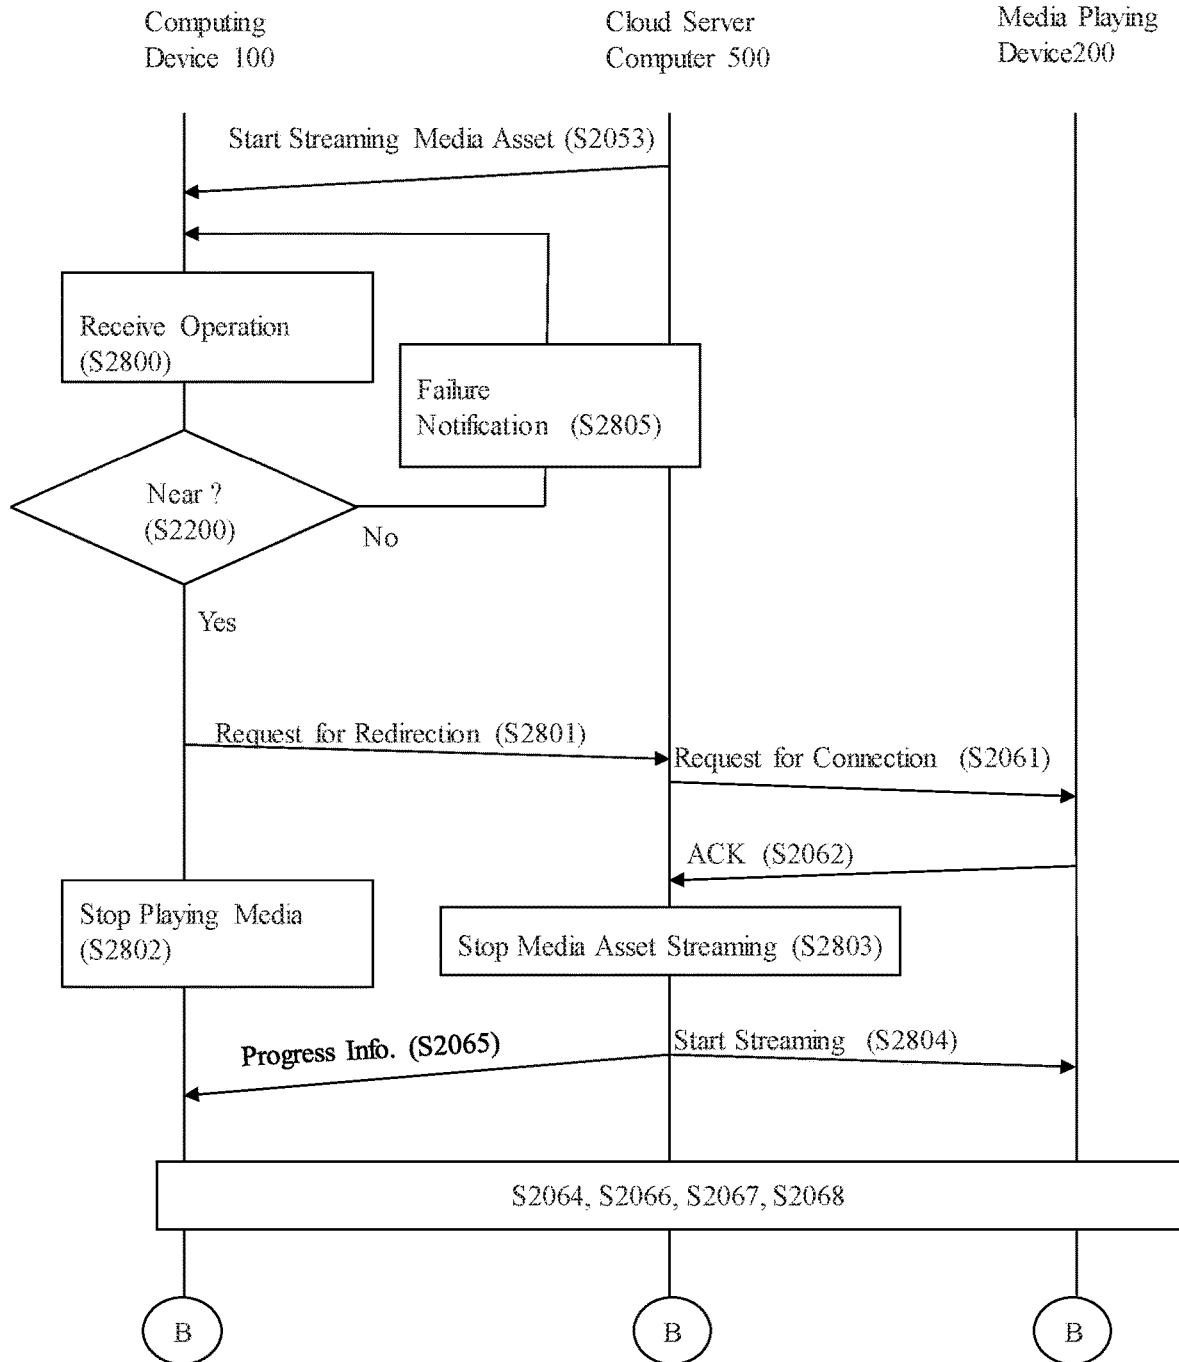 Computing
Device 100
Cloud Server
Computer 500
Media Playing
Device200
Start Streaming Media Asset (S2053)
Receive Operation
(S2800)
Failure
Notification (S2805)
Near ?
(S2200)
No
Yes
Request for Redirection (S2801)
Request for Connection (S2061)
ACK (S2062)
Stop Playing Media
(S2802)
Stop Media Asset Streaming (S2803)
Progress Info. (S2065)
Start Streaming (S2804)
S2064, S2066, S2067, S2068
B
B
B